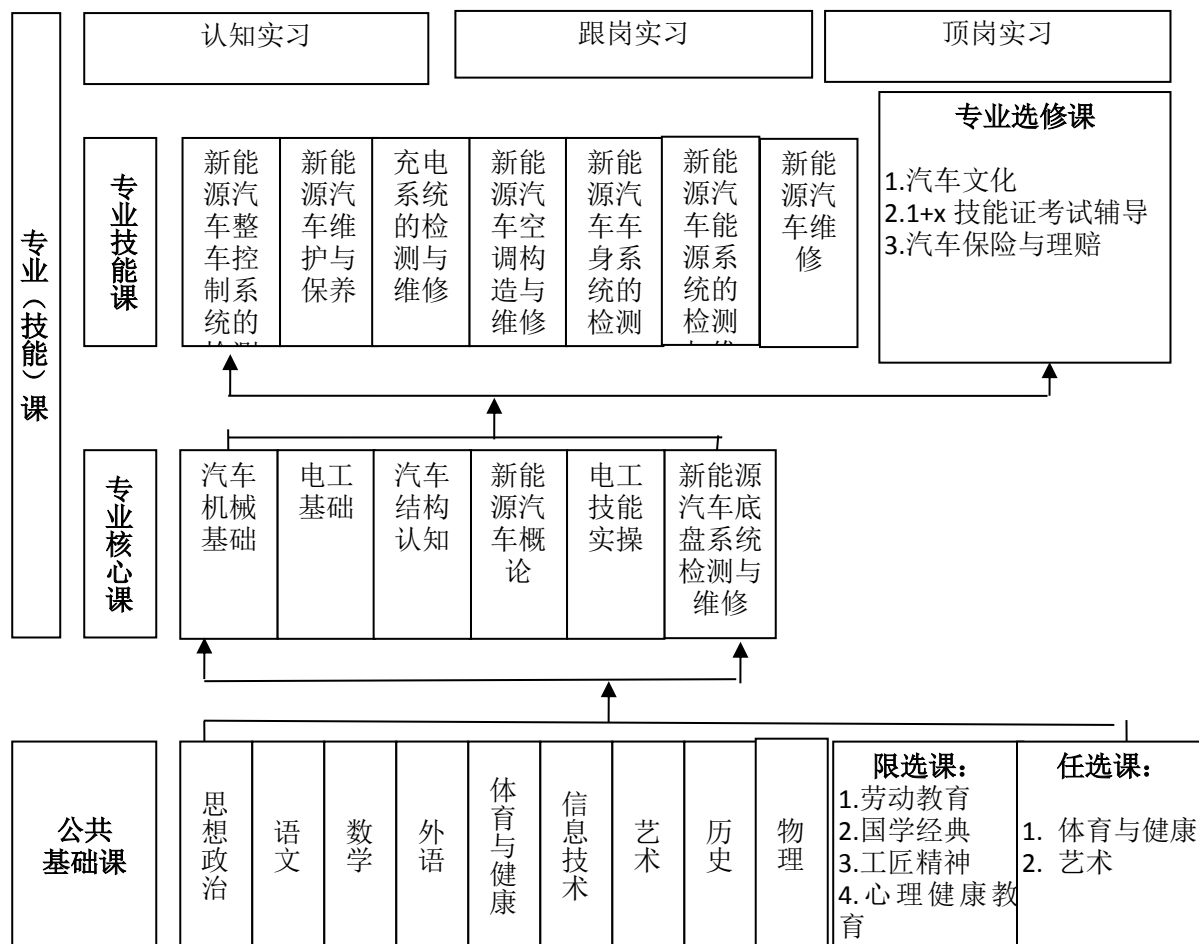 认知实习
跟岗实习
顶岗实习
专业（技能）课
专业技能课
新能
源汽
车整
车控
制系
统的
新能
源汽
车维
护与
保养
充电
系统
的检
测与
维修
新能
源汽
车空
调构
造与
维修
新能
源汽
车车
身系
统的
检测
新能
源汽
车能
源系
统的
检测
新能
源汽
车维
修
专业选修课
1.汽车文化
2.1+x 技能证考试辅导
3.汽车保险与理赔
专业核心课
汽车
机械
基础
电工
基础
汽车
结构
认知
新能
源汽
车概
论
电工
技能
实操
新能源
汽车底
盘系统
检测与
维修
公共
基础课
思想政治
语文
数学
外语
体育与健康
信息技术
艺术
历史
物理
限选课：
1.劳动教育
2.国学经典
3.工匠精神
4.心理健康教
育
任选课：
1. 体育与健康
2. 艺术